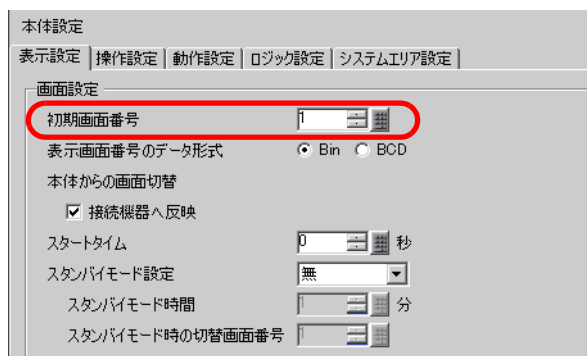 本体設定
表示設定 操作設定 動作設定 ロジック設定 システムエリア設定
画面設定
初期画面番号 1
表示画面番号のデータ形式 Bin BCD
本体からの画面切替
接続機器へ反映
スタートタイム 0 秒
スタンバイモード設定 無
スタンバイモード時間 1 分
スタンバイモード時の切替画面番号 1